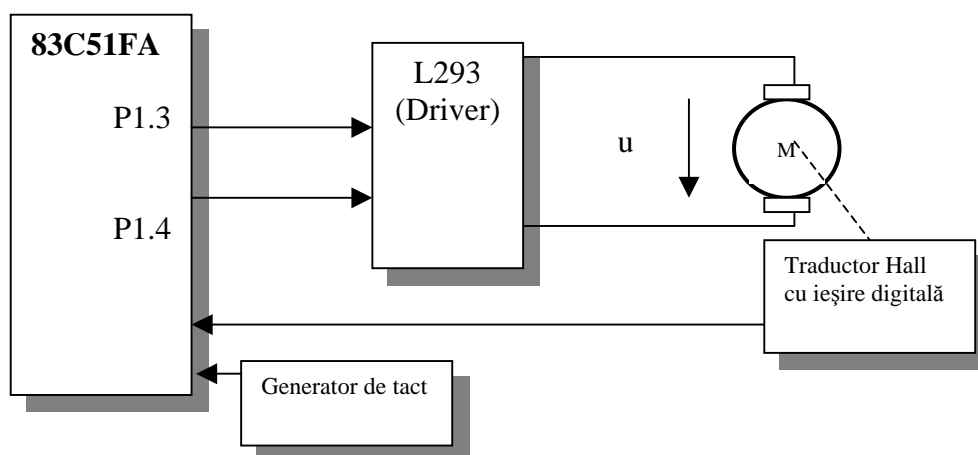 83C51FA
P1.3
P1.4
L293
(Driver)
u
M
Traductor Hall
cu ieşire digitală
Generator de tact